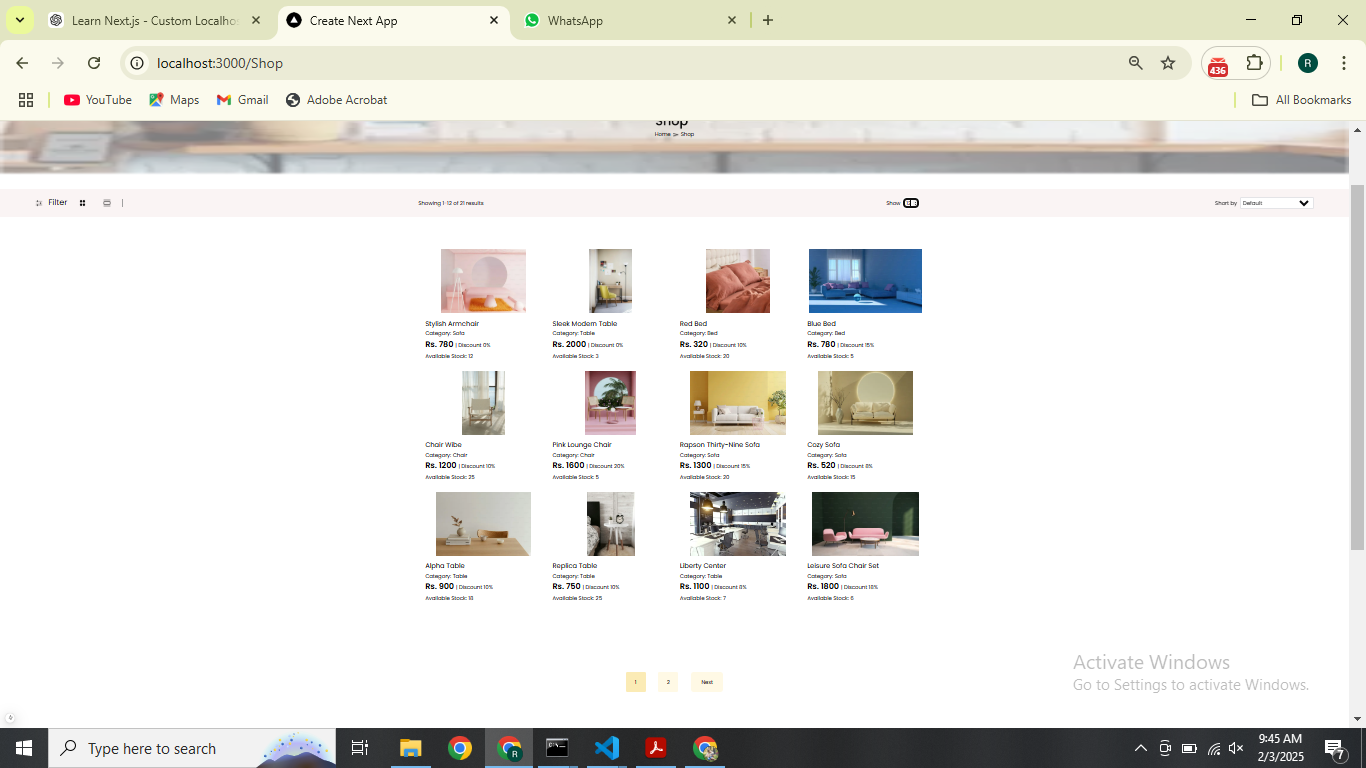 Learn Next.js - Custom Localhos
Create Next App
WhatsApp
localhost:3000/Shop
436
R
YouTube
Maps
Gmail
Adobe Acrobat
All Bookmarks
Shop
Home > Shop
Filter
Showing 1-12 of 21 results
Show
Short by
Default
Stylish Armchair
Category: Sofa
Rs. 780 | Discount 0%
Available Stock: 12
Sleek Modern Table
Category: Table
Rs. 2000 | Discount 0%
Available Stock: 3
Red Bed
Category: Bed
Rs. 320 | Discount 10%
Available Stock: 20
Blue Bed
Category: Bed
Rs. 780 | Discount 15%
Available Stock: 5
Chair Wibe
Category: Chair
Rs. 1200 | Discount 10%
Available Stock: 25
Pink Lounge Chair
Category: Chair
Rs. 1600 | Discount 20%
Available Stock: 5
Rapson Thirty-Nine Sofa
Category: Sofa
Rs. 1300 | Discount 15%
Available Stock: 20
Cozy Sofa
Category: Sofa
Rs. 520 | Discount 8%
Available Stock: 15
Alpha Table
Category: Table
Rs. 900 | Discount 10%
Available Stock: 18
Replica Table
Category: Table
Rs. 750 | Discount 10%
Available Stock: 25
Liberty Center
Category: Table
Rs. 1100 | Discount 8%
Available Stock: 7
Leisure Sofa Chair Set
Category: Sofa
Rs. 1800 | Discount 18%
Available Stock: 6
1
2
Next
Activate Windows
Go to Settings to activate Windows.
Type here to search
R
9:45 AM
2/3/2025
7